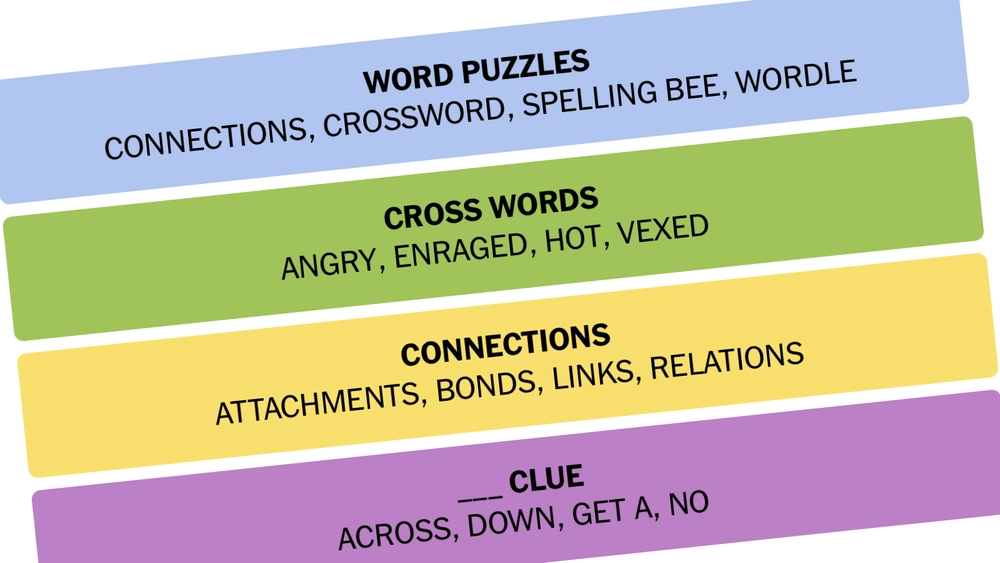 WORD PUZZLES
CONNECTIONS, CROSSWORD, SPELLING BEE, WORDLE
CROSS WORDS
ANGRY, ENRAGED, HOT, VEXED
CONNECTIONS
ATTACHMENTS, BONDS, LINKS, RELATIONS
___ CLUE
ACROSS, DOWN, GET A, NO